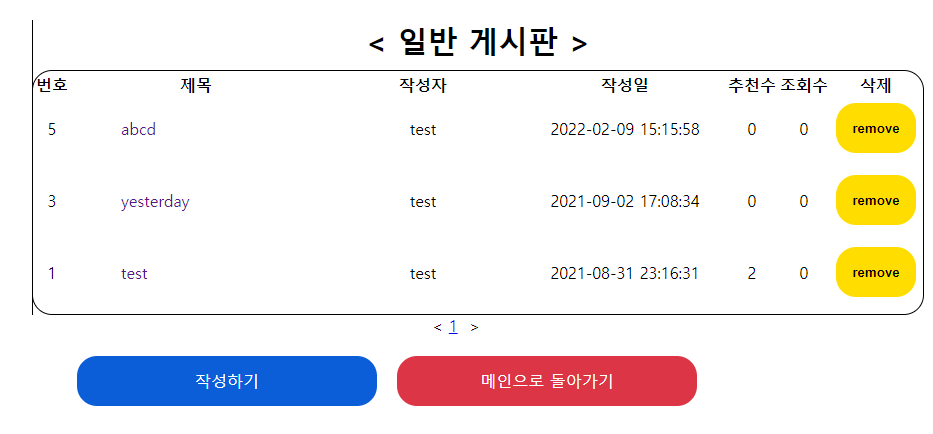 < 일반 게시판 >
번호 제목 작성자 작성일 추천수 조회수 삭제
5 abcd test 2022-02-09 15:15:58 0 0 remove
3 yesterday test 2021-09-02 17:08:34 0 0 remove
1 test test 2021-08-31 23:16:31 2 0 remove
< 1 >
작성하기 메인으로 돌아가기